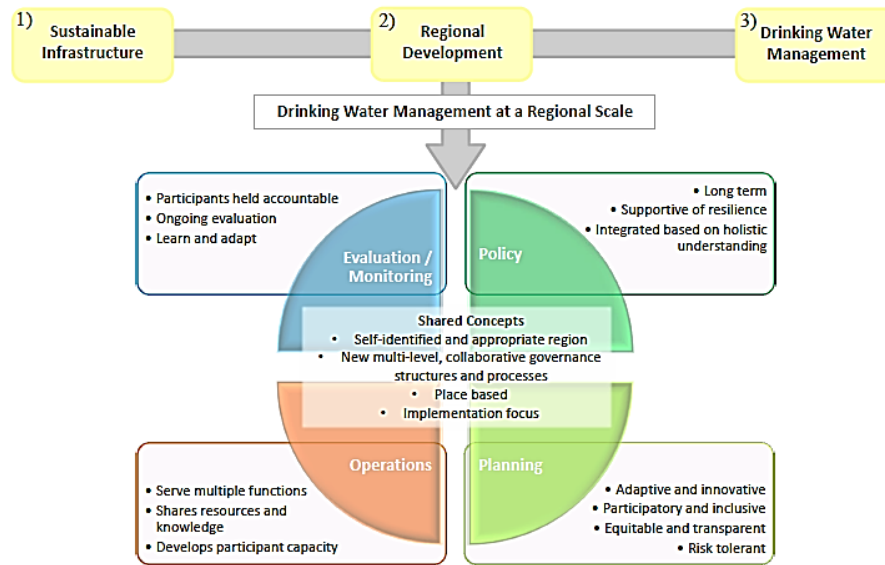 1) Sustainable
Infrastructure
2) Regional
Development
3) Drinking Water
Management
Drinking Water Management at a Regional Scale
• Participants held accountable
• Ongoing evaluation
• Learn and adapt
Evaluation /
Monitoring
• Long term
• Supportive of resilience
• Integrated based on holistic
understanding
Policy
Shared Concepts
• Self-identified and appropriate region
• New multi-level, collaborative governance
structures and processes
• Place based
• Implementation focus
Operations
• Serve multiple functions
• Shares resources and
knowledge
• Develops participant capacity
Planning
• Adaptive and innovative
• Participatory and inclusive
• Equitable and transparent
• Risk tolerant